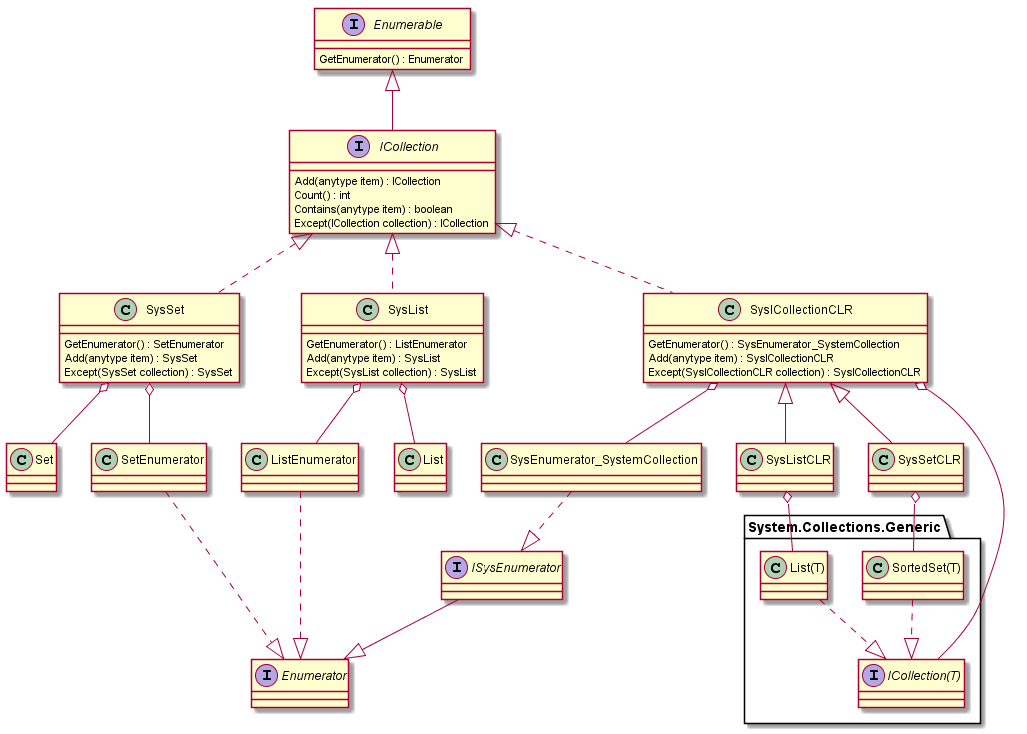 I Enumerable
GetEnumerator() : Enumerator
I ICollection
Add(anytype item) : ICollection
Count() : int
Contains(anytype item) : boolean
Except(ICollection collection) : ICollection
C SysSet
GetEnumerator() : SetEnumerator
Add(anytype item) : SysSet
Except(SysSet collection) : SysSet
C SysList
GetEnumerator() : ListEnumerator
Add(anytype item) : SysList
Except(SysList collection) : SysList
C SysICollectionCLR
GetEnumerator() : SysEnumerator_SystemCollection
Add(anytype item) : SysICollectionCLR
Except(SysICollectionCLR collection) : SysICollectionCLR
C Set
C SetEnumerator
C ListEnumerator
C List
C SysEnumerator_SystemCollection
C SysListCLR
C SysSetCLR
System.Collections.Generic
I ISysEnumerator
C List(T)
C SortedSet(T)
I Enumerator
I ICollection(T)